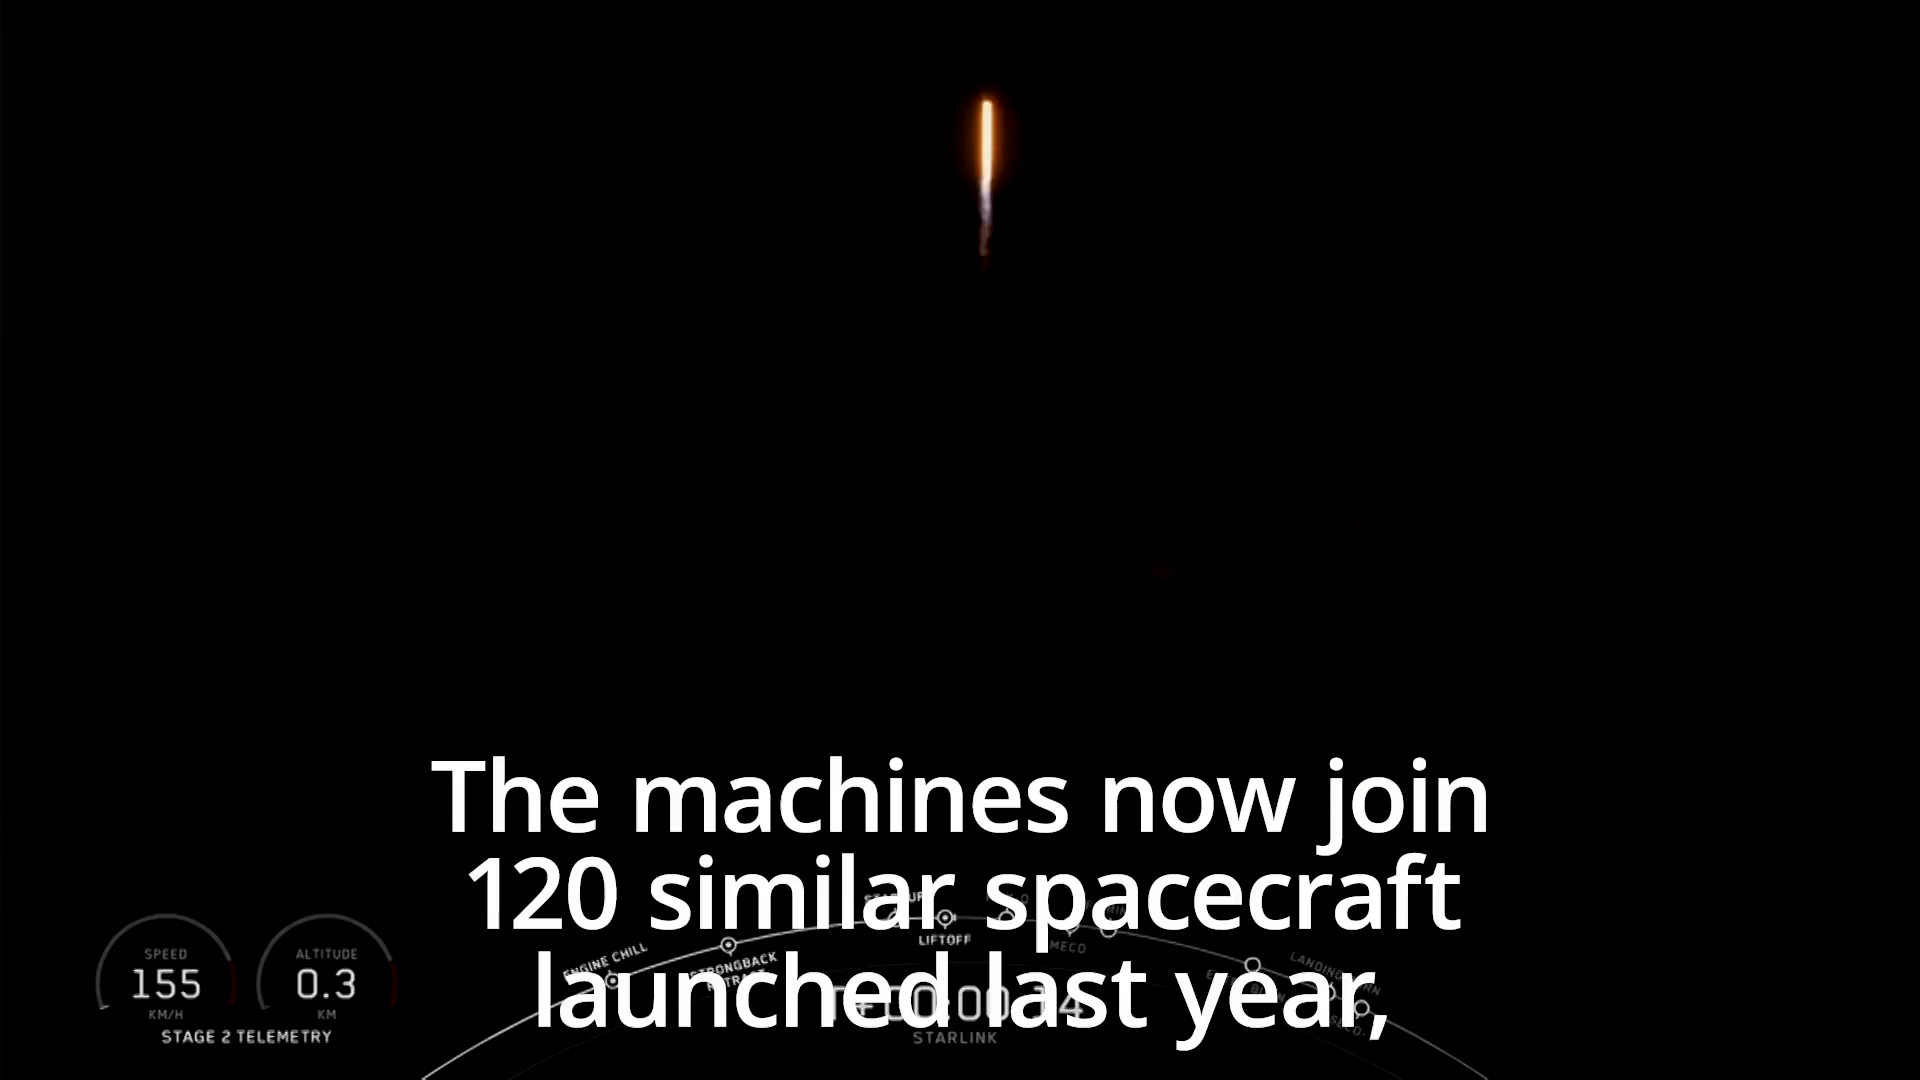 The machines now join
120 similar spacecraft
launched last year,
LIFTOFF
MECO
ENGINE CHILL
STRONGBACK
SPEED
155
KM/H
ALTITUDE
0.3
KM
STAGE 2 TELEMETRY
STARLINK